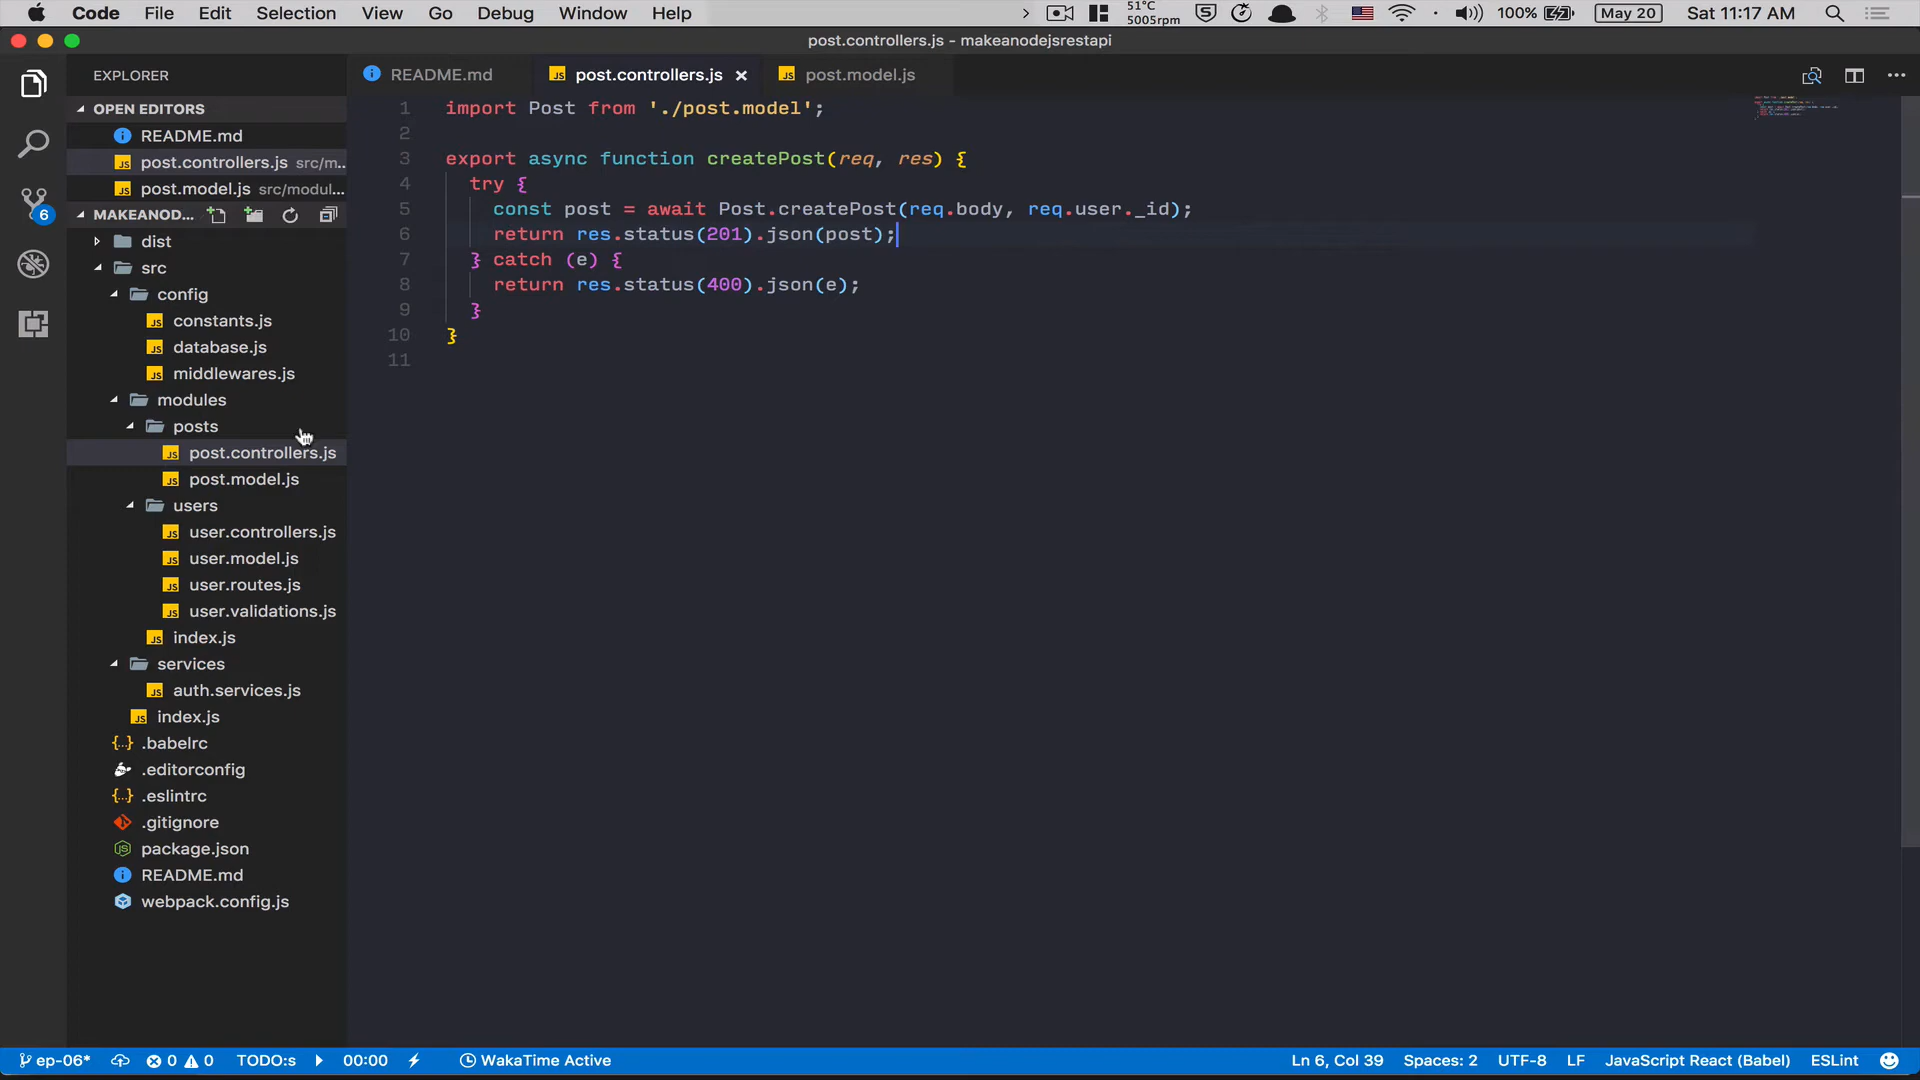 Code File Edit Selection View Go Debug Window Help 51°C 5005rpm 100% May 20 Sat 11:17 AM
post.controllers.js - makeanodejsrestapi
EXPLORER
README.md post.controllers.js post.model.js
OPEN EDITORS
README.md
post.controllers.js src/m...
post.model.js src/modul...
MAKEANOD...
6
dist
src
config
constants.js
database.js
middlewares.js
modules
posts
post.controllers.js
post.model.js
users
user.controllers.js
user.model.js
user.routes.js
user.validations.js
index.js
services
auth.services.js
index.js
.babelrc
.editorconfig
.eslintrc
.gitignore
package.json
README.md
webpack.config.js
1 import Post from './post.model';
2
3 export async function createPost(req, res) {
4 try {
5 const post = await Post.createPost(req.body, req.user._id);
6 return res.status(201).json(post);
7 } catch (e) {
8 return res.status(400).json(e);
9 }
10 }
11
ep-06* 0 0 TODO:s 00:00 WakaTime Active Ln 6, Col 39 Spaces: 2 UTF-8 LF JavaScript React (Babel) ESLint